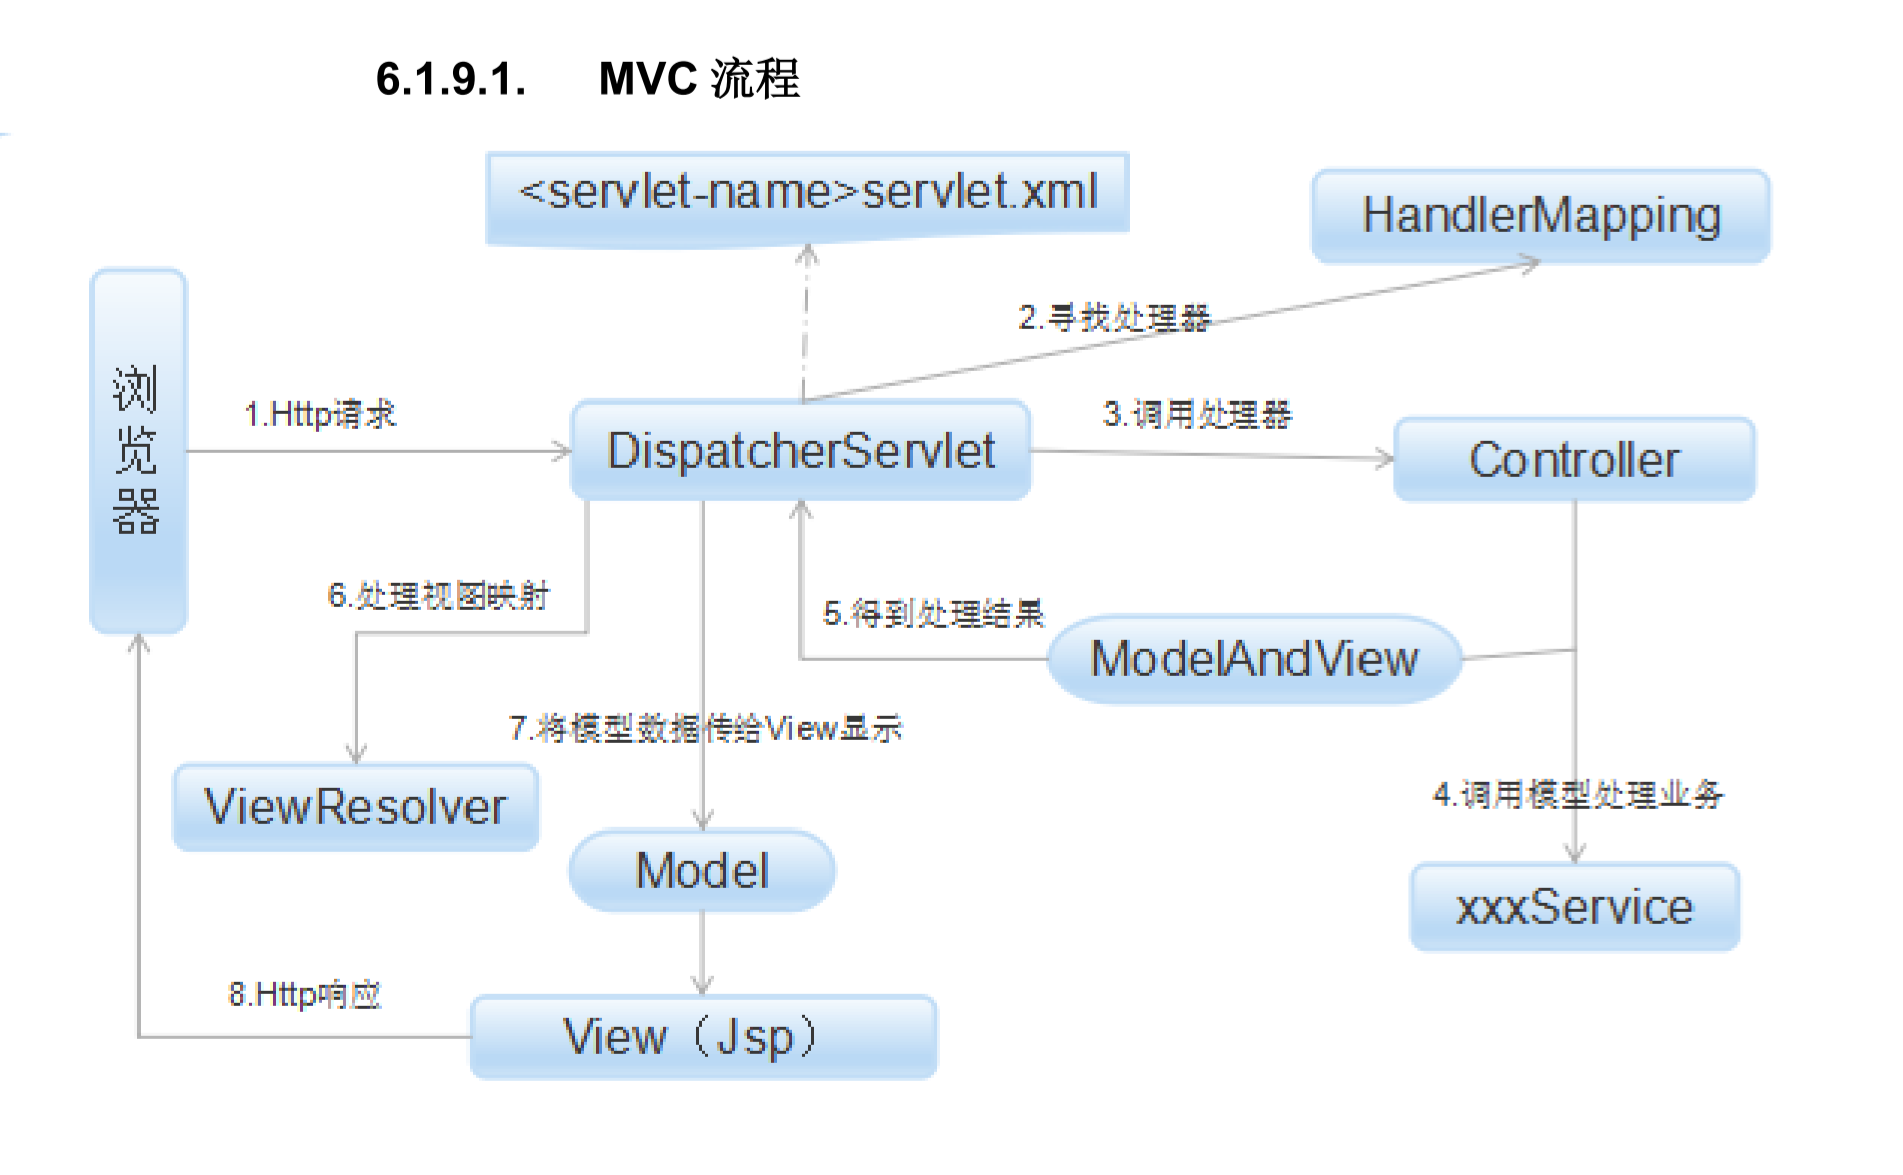 6.1.9.1. MVC 流程
<servlet-name>servlet.xml
HandlerMapping
2.寻找处理器
浏览器
1.Http请求
DispatcherServlet
3.调用处理器
Controller
6.处理视图映射
5.得到处理结果
ModelAndView
7.将模型数据传给View显示
ViewResolver
4.调用模型处理业务
Model
xxxService
8.Http响应
View（Jsp）